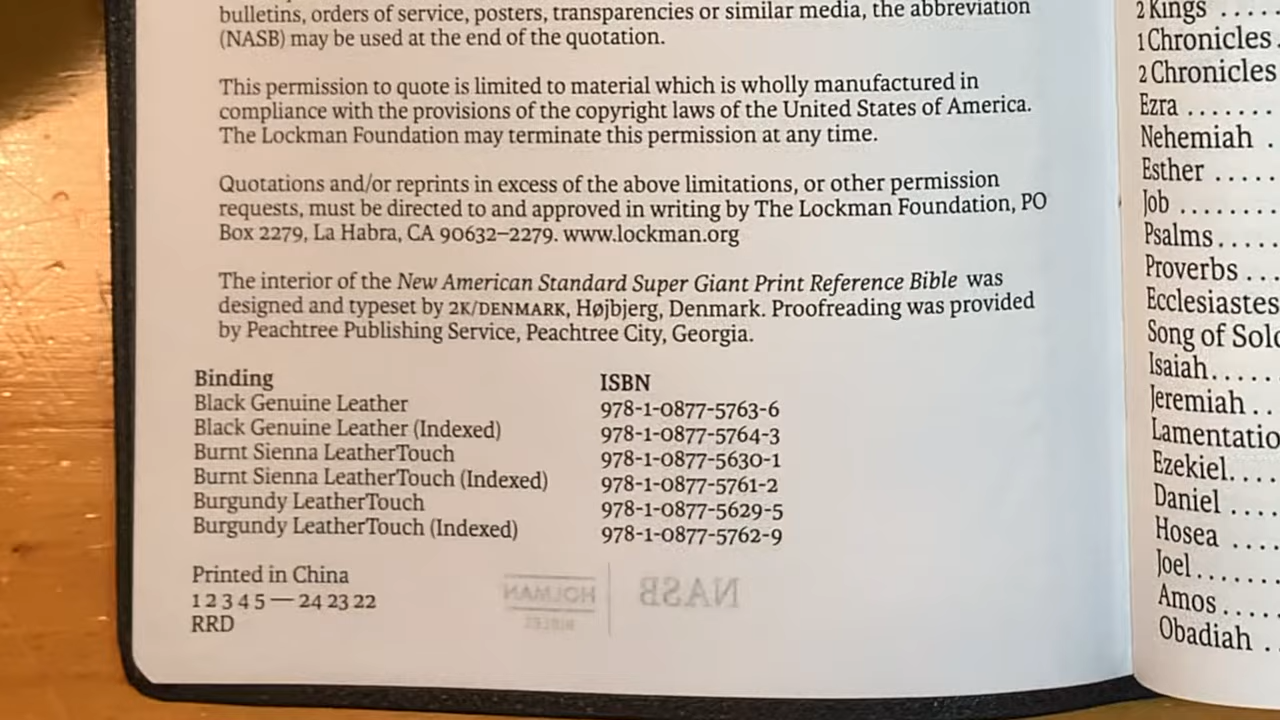 bulletins, orders of service, posters, transparencies or similar media, the abbreviation
(NASB) may be used at the end of the quotation.
This permission to quote is limited to material which is wholly manufactured in
compliance with the provisions of the copyright laws of the United States of America.
The Lockman Foundation may terminate this permission at any time.
Quotations and/or reprints in excess of the above limitations, or other permission
requests, must be directed to and approved in writing by The Lockman Foundation, PO
Box 2279, La Habra, CA 90632–2279. www.lockman.org
The interior of the New American Standard Super Giant Print Reference Bible was
designed and typeset by 2K/DENMARK, Højbjerg, Denmark. Proofreading was provided
by Peachtree Publishing Service, Peachtree City, Georgia.
Binding ISBN
Black Genuine Leather 978-1-0877-5763-6
Black Genuine Leather (Indexed) 978-1-0877-5764-3
Burnt Sienna LeatherTouch 978-1-0877-5630-1
Burnt Sienna LeatherTouch (Indexed) 978-1-0877-5761-2
Burgundy LeatherTouch 978-1-0877-5629-5
Burgundy LeatherTouch (Indexed) 978-1-0877-5762-9
Printed in China
1 2 3 4 5 — 24 23 22
RRD
HOLMAN NASB
BIBLES
2 Kings .....
1 Chronicles .
2 Chronicles
Ezra .......
Nehemiah .
Esther .....
Job ........
Psalms .....
Proverbs ...
Ecclesiastes
Song of Solo
Isaiah .....
Jeremiah ..
Lamentatio
Ezekiel ....
Daniel ....
Hosea ....
Joel .......
Amos ....
Obadiah ..